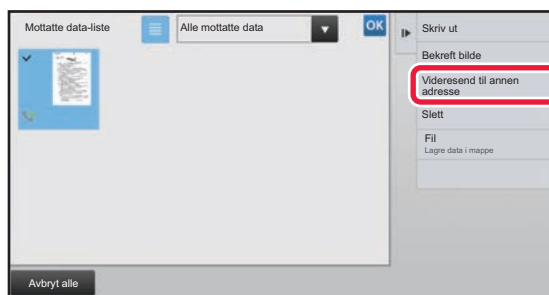 Mottatte data-liste
Alle mottatte data
OK
Skriv ut
Bekreft bilde
Videresend til annen
adresse
Slett
Fil
Lagre data i mappe
Avbryt alle